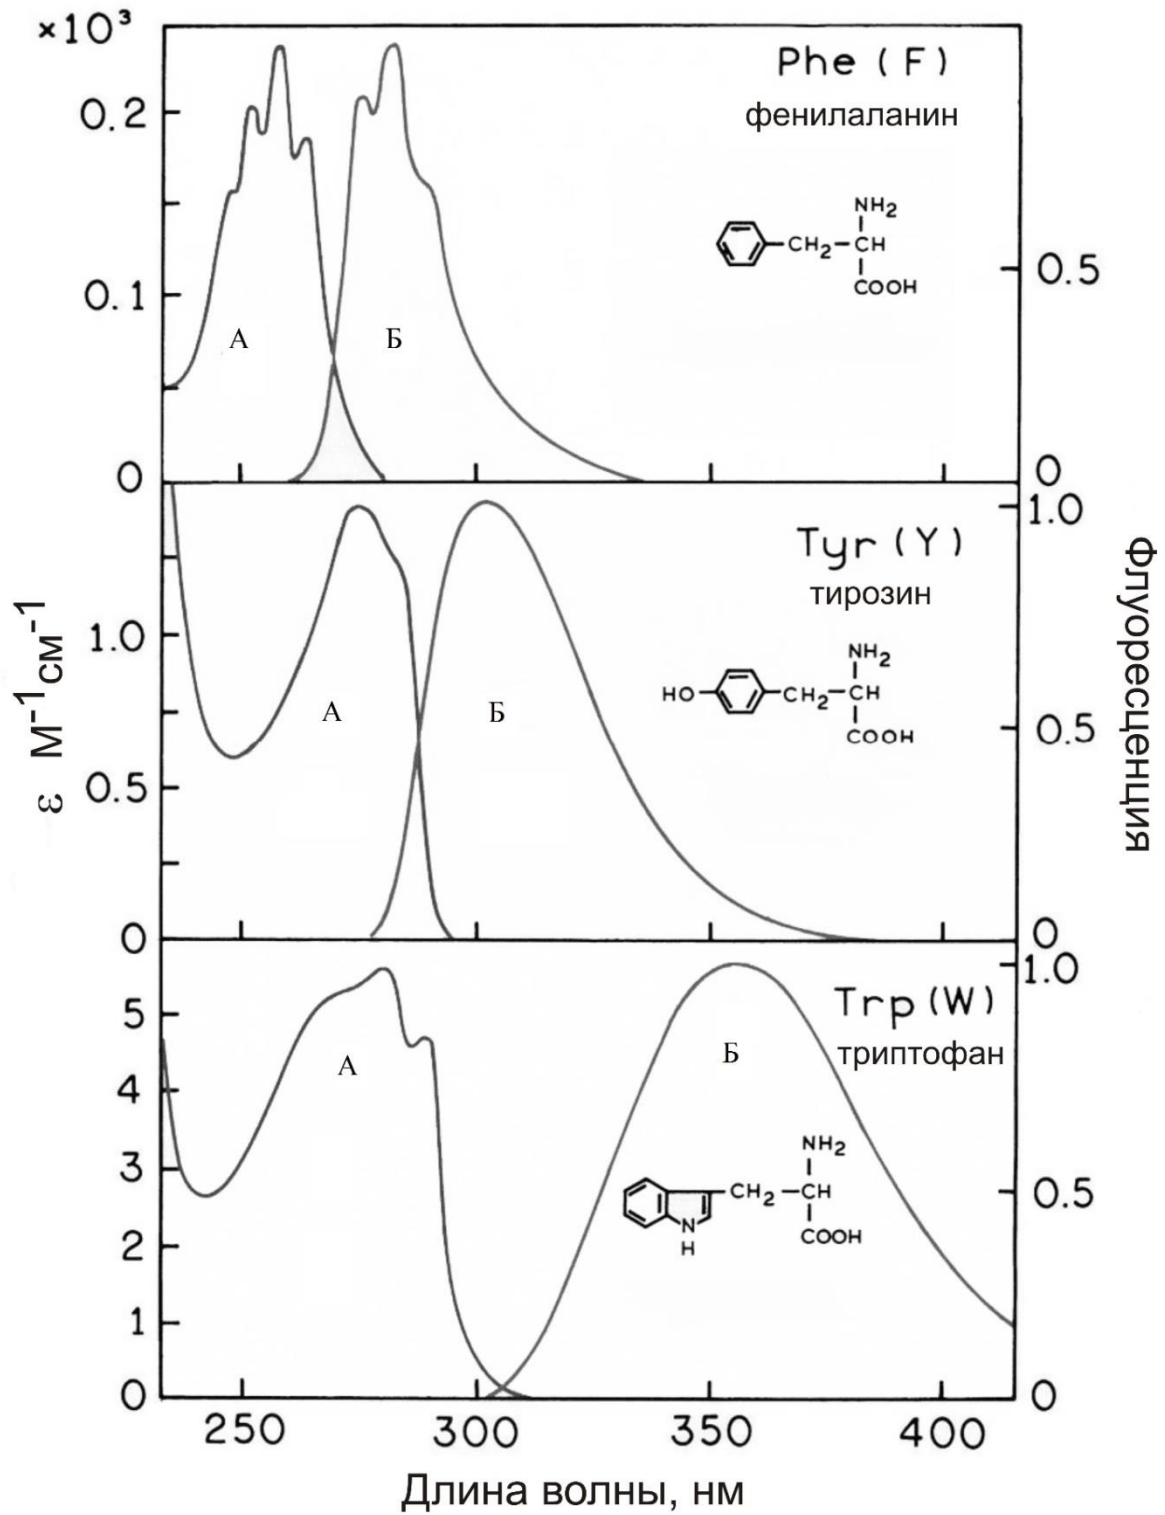 ×10³
Phe (F)
фенилаланин
0.2
0.1
0
0.5
0
А
Б
NH₂
CH₂–CH
COOH
Tyr (Y)
тирозин
1.0
0.5
0
1.0
0.5
0
А
Б
NH₂
HO
CH₂–CH
COOH
ε M⁻¹см⁻¹
Флуоресценция
Trp (W)
триптофан
5
4
3
2
1
0
1.0
0.5
0
А
Б
NH₂
CH₂–CH
COOH
N
H
250 300 350 400
Длина волны, нм